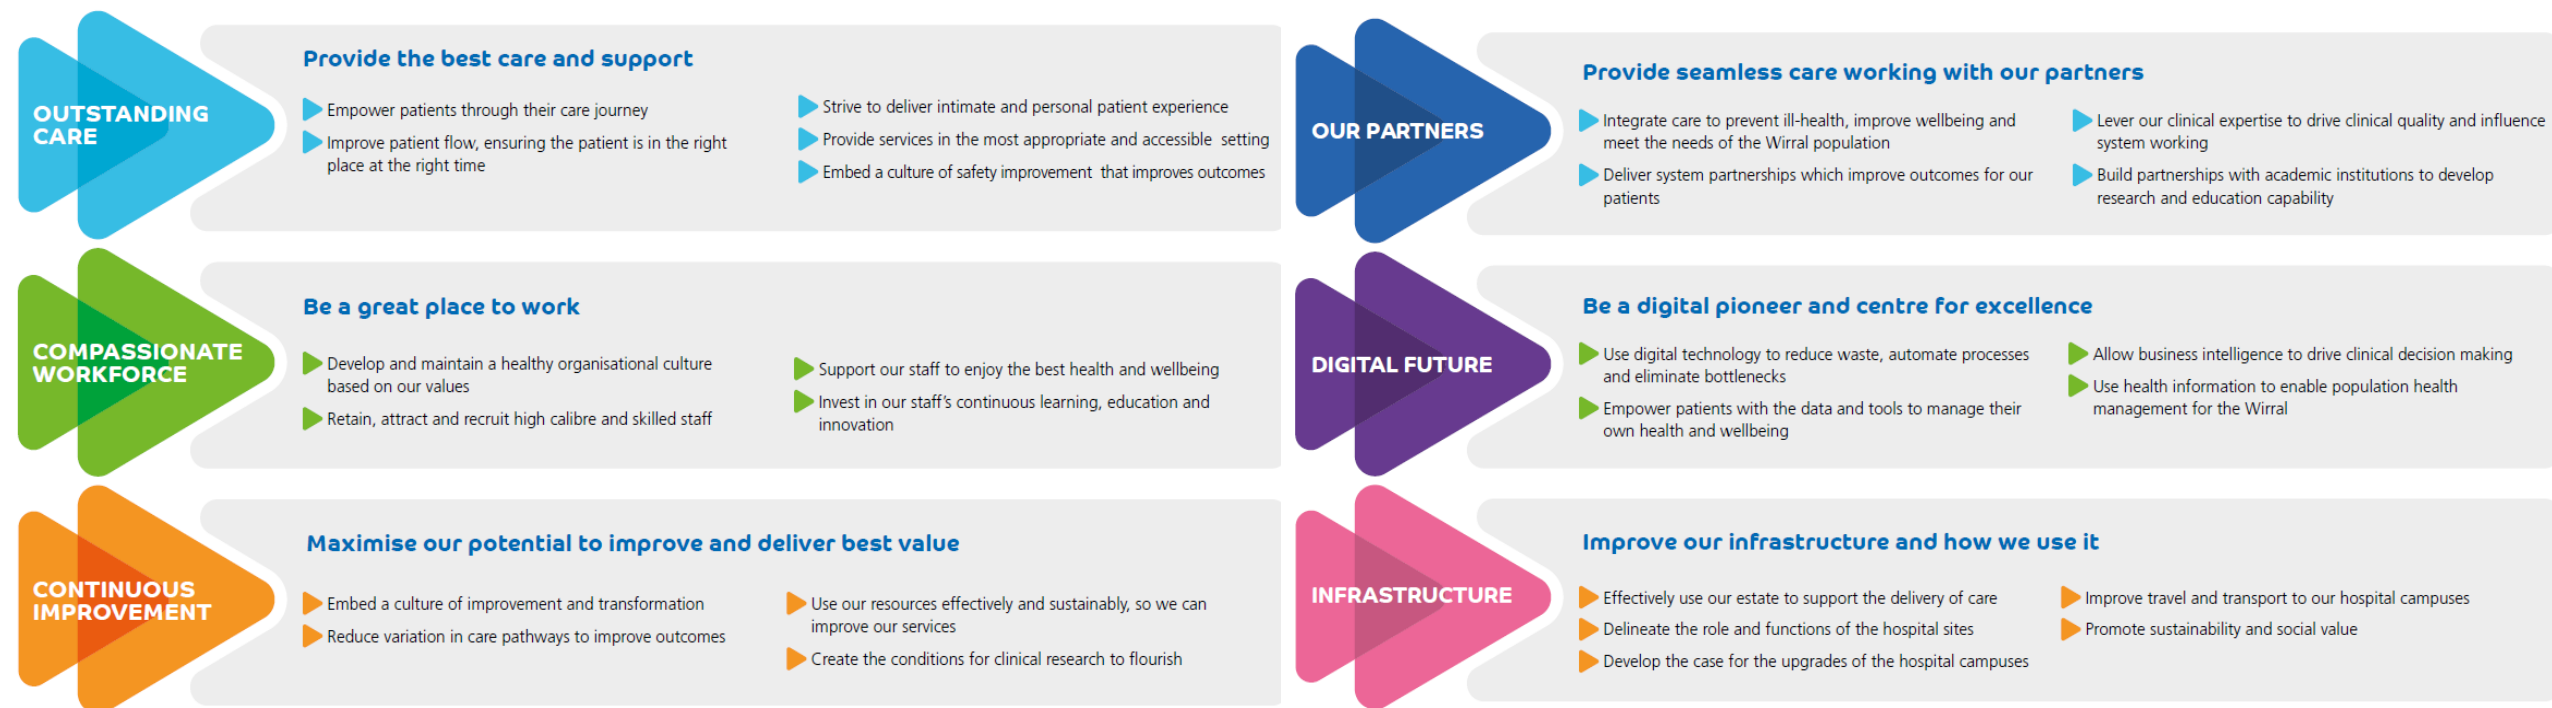 OUTSTANDING
CARE
Provide the best care and support
Empower patients through their care journey
Improve patient flow, ensuring the patient is in the right
place at the right time
Strive to deliver intimate and personal patient experience
Provide services in the most appropriate and accessible setting
Embed a culture of safety improvement that improves outcomes
COMPASSIONATE
WORKFORCE
Be a great place to work
Develop and maintain a healthy organisational culture
based on our values
Retain, attract and recruit high calibre and skilled staff
Support our staff to enjoy the best health and wellbeing
Invest in our staff's continuous learning, education and
innovation
CONTINUOUS
IMPROVEMENT
Maximise our potential to improve and deliver best value
Embed a culture of improvement and transformation
Reduce variation in care pathways to improve outcomes
Use our resources effectively and sustainably, so we can
improve our services
Create the conditions for clinical research to flourish
OUR PARTNERS
Provide seamless care working with our partners
Integrate care to prevent ill-health, improve wellbeing and
meet the needs of the Wirral population
Deliver system partnerships which improve outcomes for our
patients
Lever our clinical expertise to drive clinical quality and influence
system working
Build partnerships with academic institutions to develop
research and education capability
DIGITAL FUTURE
Be a digital pioneer and centre for excellence
Use digital technology to reduce waste, automate processes
and eliminate bottlenecks
Empower patients with the data and tools to manage their
own health and wellbeing
Allow business intelligence to drive clinical decision making
Use health information to enable population health
management for the Wirral
INFRASTRUCTURE
Improve our infrastructure and how we use it
Effectively use our estate to support the delivery of care
Delineate the role and functions of the hospital sites
Develop the case for the upgrades of the hospital campuses
Improve travel and transport to our hospital campuses
Promote sustainability and social value